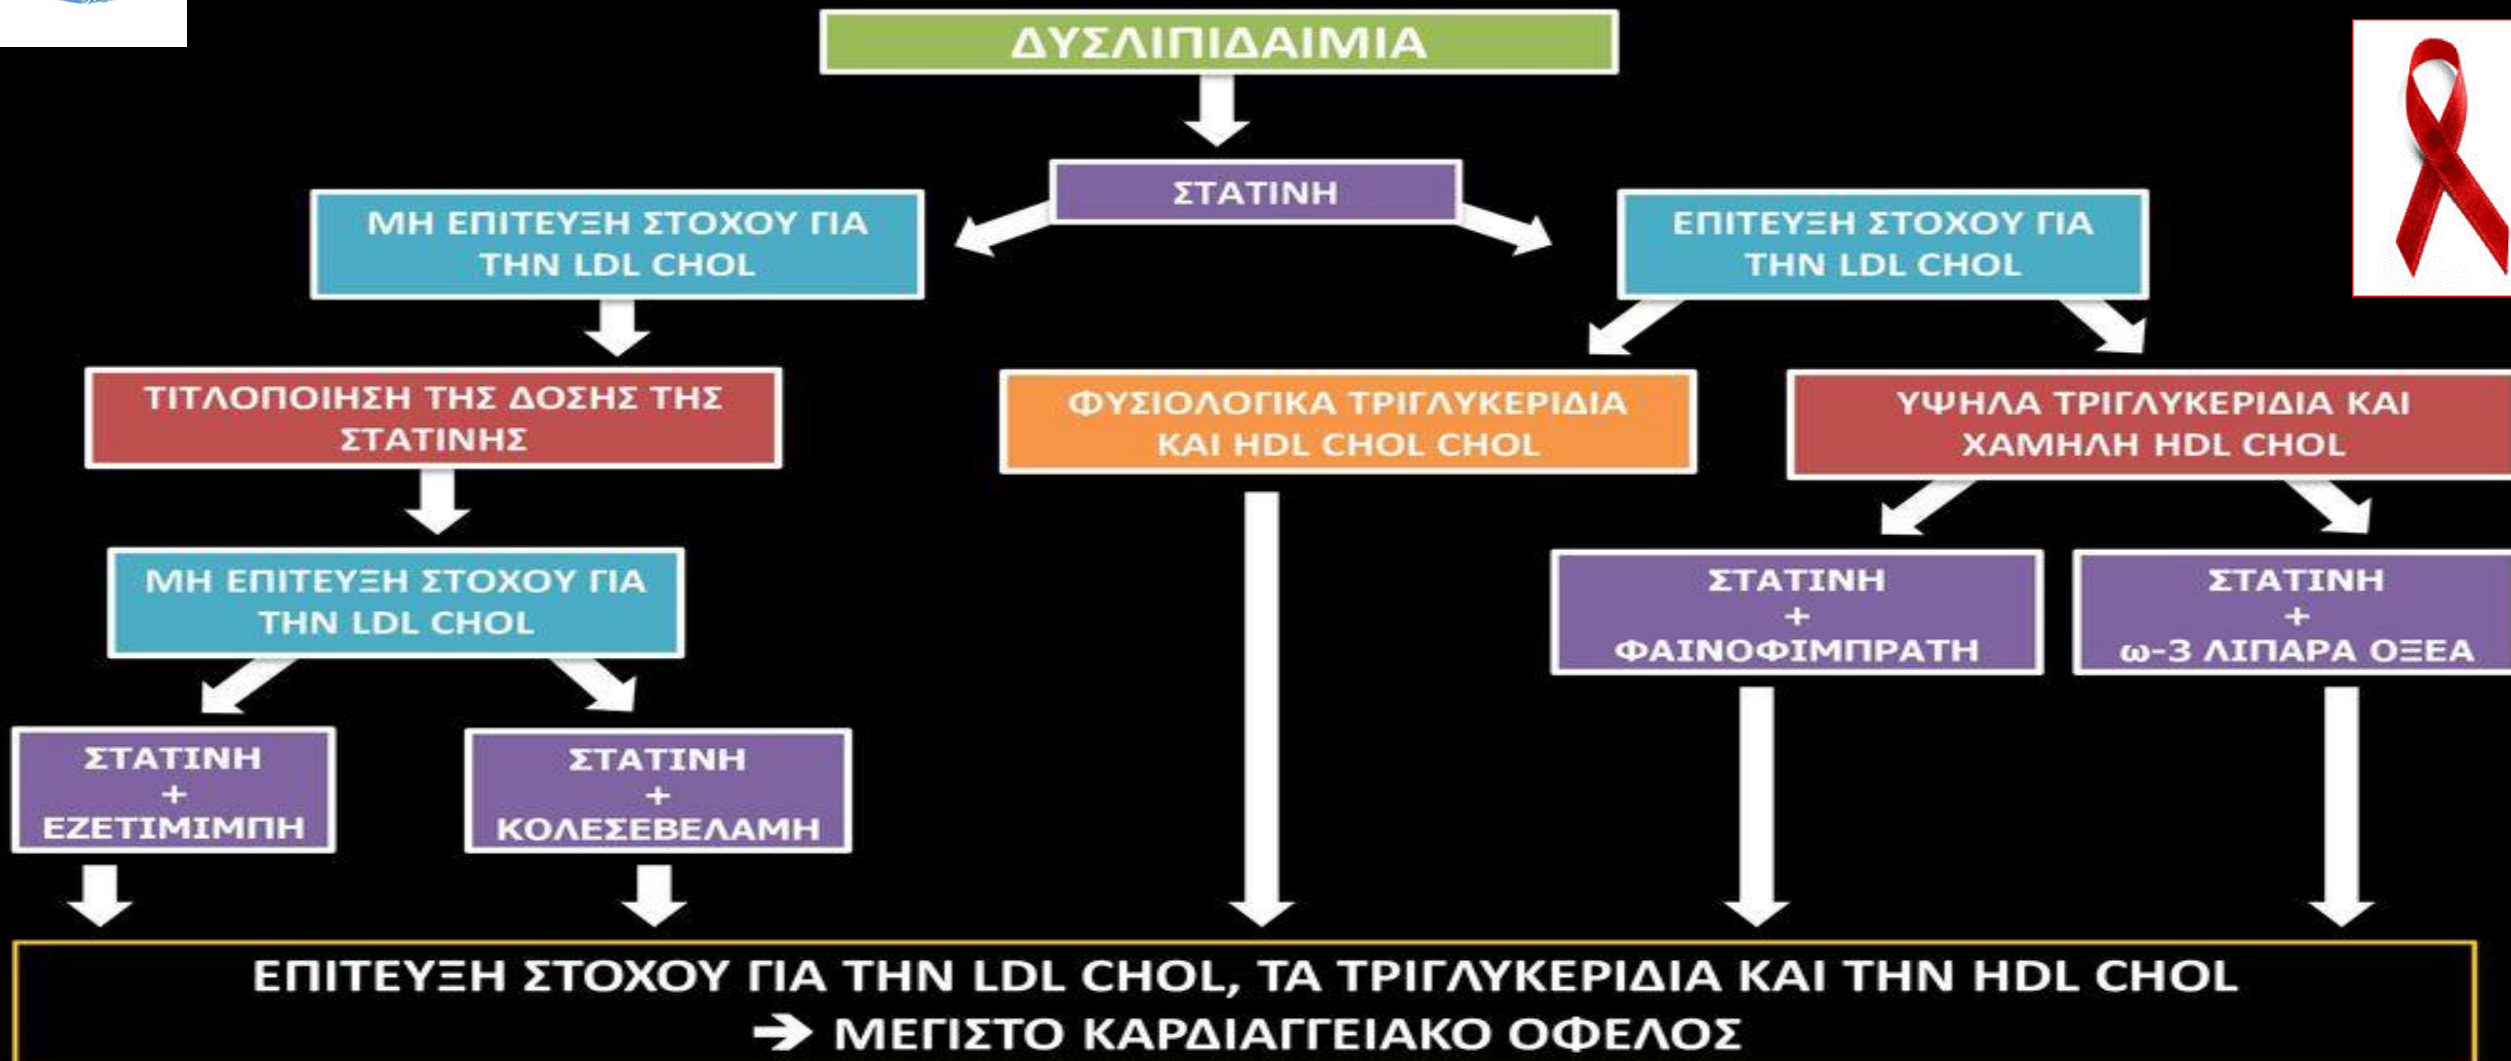 ΔΥΣΛΙΠΙΔΑΙΜΙΑ
ΣΤΑΤΙΝΗ
ΜΗ ΕΠΙΤΕΥΞΗ ΣΤΟΧΟΥ ΓΙΑ
ΤΗΝ LDL CHOL
ΕΠΙΤΕΥΞΗ ΣΤΟΧΟΥ ΓΙΑ
ΤΗΝ LDL CHOL
ΤΙΤΛΟΠΟΙΗΣΗ ΤΗΣ ΔΟΣΗΣ ΤΗΣ
ΣΤΑΤΙΝΗΣ
ΦΥΣΙΟΛΟΓΙΚΑ ΤΡΙΓΛΥΚΕΡΙΔΙΑ
ΚΑΙ HDL CHOL CHOL
ΥΨΗΛΑ ΤΡΙΓΛΥΚΕΡΙΔΙΑ ΚΑΙ
ΧΑΜΗΛΗ HDL CHOL
ΜΗ ΕΠΙΤΕΥΞΗ ΣΤΟΧΟΥ ΓΙΑ
ΤΗΝ LDL CHOL
ΣΤΑΤΙΝΗ
+
ΦΑΙΝΟΦΙΜΠΡΑΤΗ
ΣΤΑΤΙΝΗ
+
ω-3 ΛΙΠΑΡΑ ΟΞΕΑ
ΣΤΑΤΙΝΗ
+
ΕΖΕΤΙΜΙΜΠΗ
ΣΤΑΤΙΝΗ
+
ΚΟΛΕΣΕΒΕΛΑΜΗ
ΕΠΙΤΕΥΞΗ ΣΤΟΧΟΥ ΓΙΑ ΤΗΝ LDL CHOL, ΤΑ ΤΡΙΓΛΥΚΕΡΙΔΙΑ ΚΑΙ ΤΗΝ HDL CHOL
➔ ΜΕΓΙΣΤΟ ΚΑΡΔΙΑΓΓΕΙΑΚΟ ΟΦΕΛΟΣ